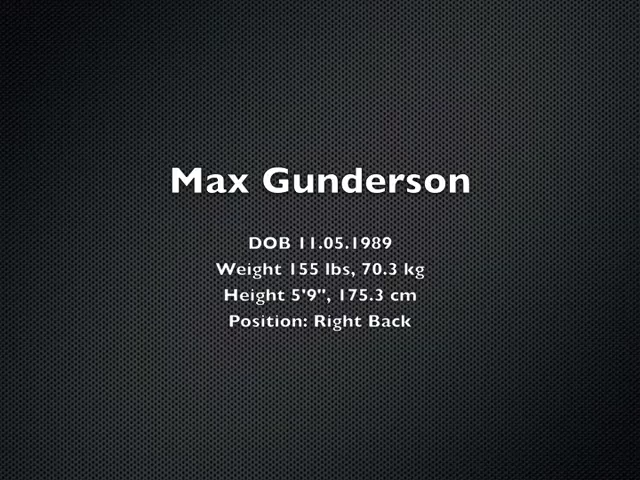 Max Gunderson
DOB 11.05.1989
Weight 155 lbs, 70.3 kg
Height 5'9", 175.3 cm
Position: Right Back